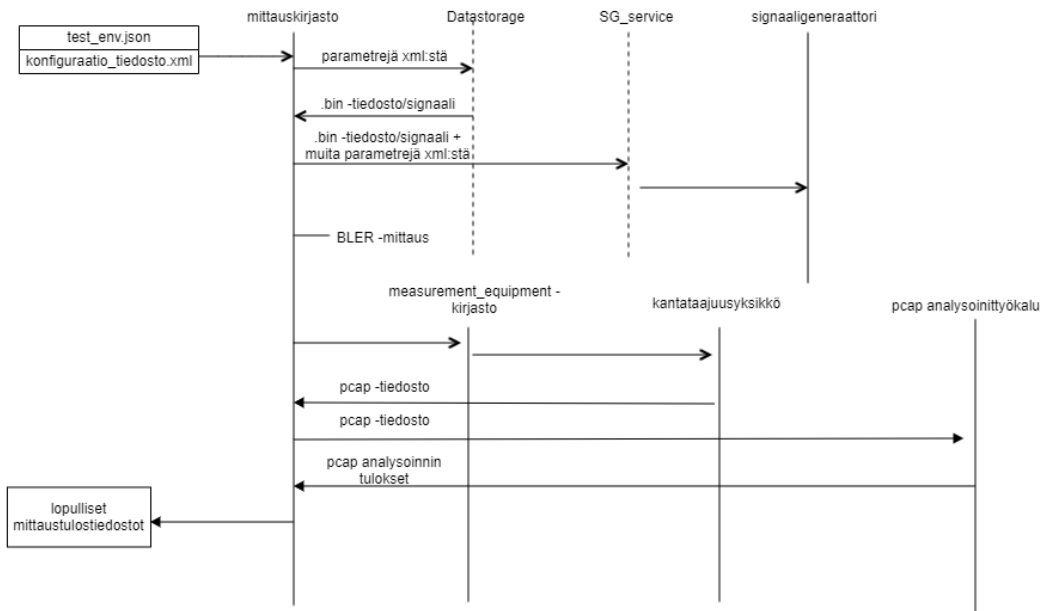 mittauskirjasto
Datastorage
SG_service
signaaligeneraattori
test_env.json
konfiguraatio_tiedosto.xml
parametrejä xml:stä
.bin -tiedosto/signaali
.bin -tiedosto/signaali +
muita parametrejä xml:stä
BLER -mittaus
measurement_equipment -
kirjasto
kantataajuusyksikkö
pcap analysoinittyökalu
pcap -tiedosto
pcap -tiedosto
pcap analysoinnin
tulokset
lopulliset
mittaustulostiedostot